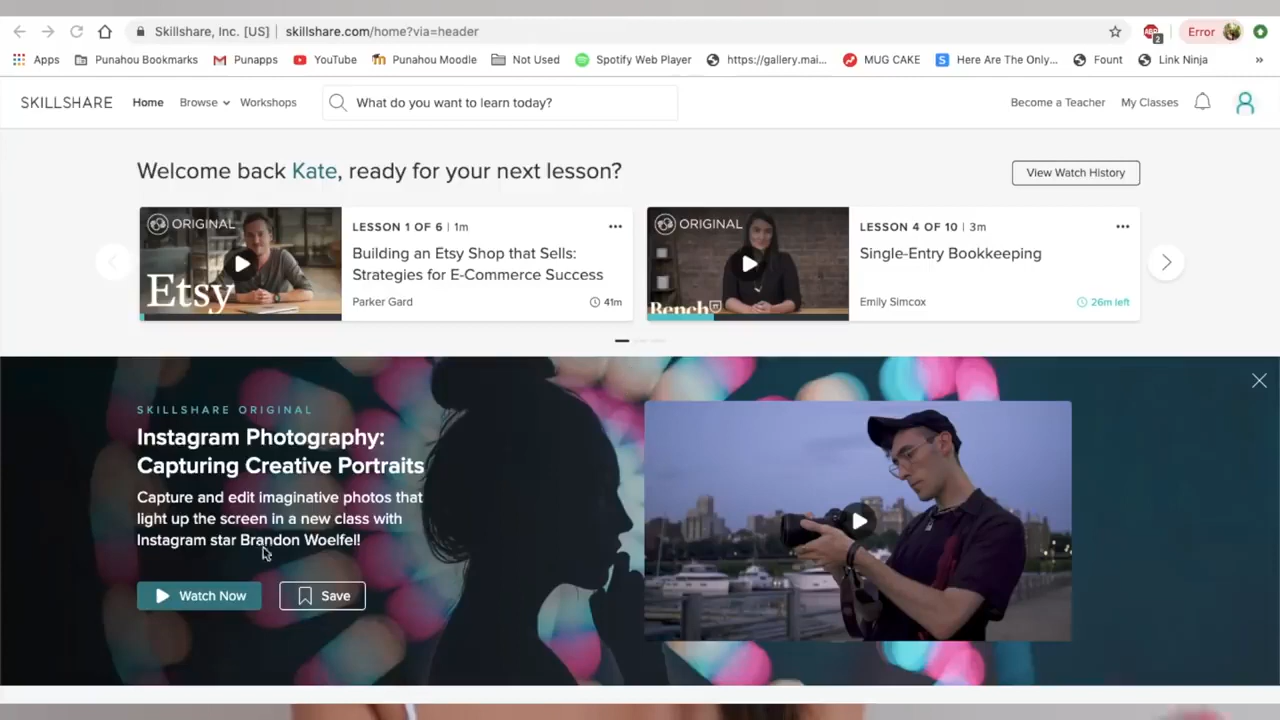 Skillshare, Inc. [US] | skillshare.com/home?via=header
ABP
2
Error
Apps Punahou Bookmarks Punapps YouTube Punahou Moodle Not Used Spotify Web Player https://gallery.mai... MUG CAKE S Here Are The Only... Fount Link Ninja »
SKILLSHARE Home Browse Workshops What do you want to learn today? Become a Teacher My Classes
Welcome back Kate, ready for your next lesson?
View Watch History
ORIGINAL
Etsy
LESSON 1 OF 6 | 1m
Building an Etsy Shop that Sells:
Strategies for E-Commerce Success
Parker Gard
41m
ORIGINAL
Bench
LESSON 4 OF 10 | 3m
Single-Entry Bookkeeping
Emily Simcox
26m left
SKILLSHARE ORIGINAL
Instagram Photography:
Capturing Creative Portraits
Capture and edit imaginative photos that
light up the screen in a new class with
Instagram star Brandon Woelfel!
Watch Now
Save